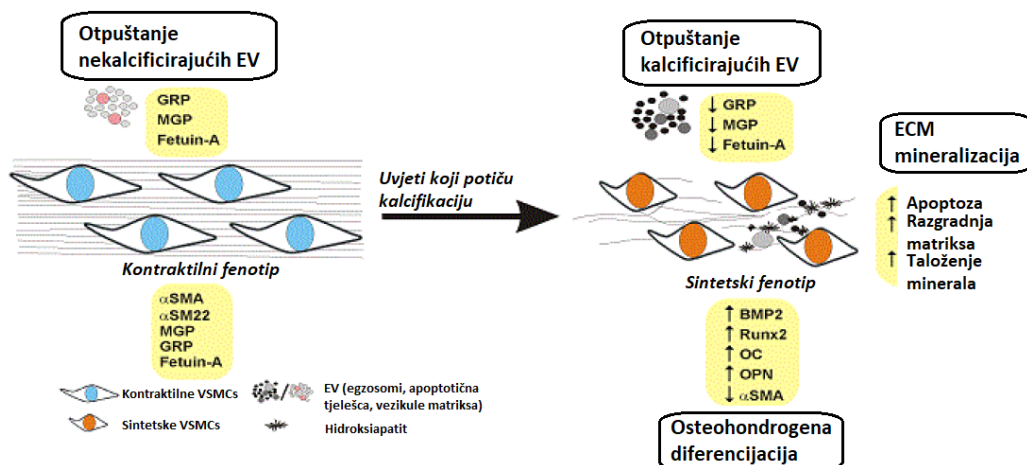 Otpuštanje
nekalcificirajućih EV
GRP
MGP
Fetuin-A
Kontraktilni fenotip
αSMA
αSM22
MGP
GRP
Fetuin-A
Uvjeti koji potiču
kalcifikaciju
Otpuštanje
kalcificirajućih EV
↓ GRP
↓ MGP
↓ Fetuin-A
Sintetski fenotip
↑ BMP2
↑ Runx2
↑ OC
↑ OPN
↓ αSMA
Osteohondrogena
diferencijacija
ECM
mineralizacija
↑ Apoptoza
↑ Razgradnja
matriksa
↑ Taloženje
minerala
Kontraktilne VSMCs
Sintetske VSMCs
/
EV (egzosomi, apoptotična
tjelešca, vezikule matriksa)
Hidroksiapatit